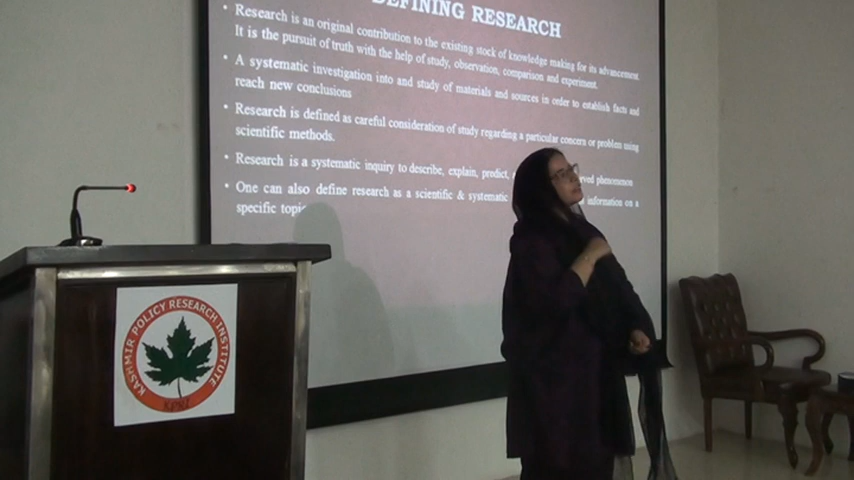 DEFINING RESEARCH
• Research is an original contribution to the existing stock of knowledge making for its advancement
It is the pursuit of truth with the help of study, observation, comparison and experiment.
• A systematic investigation into and study of materials and sources in order to establish facts and
reach new conclusions
• Research is defined as careful consideration of study regarding a particular concern or problem using
scientific methods.
• Research is a systematic inquiry to describe, explain, predict, phenomenon
• One can also define research as a scientific & systematic information on a
specific topic
KASHMIR POLICY RESEARCH INSTITUTE
KPRI